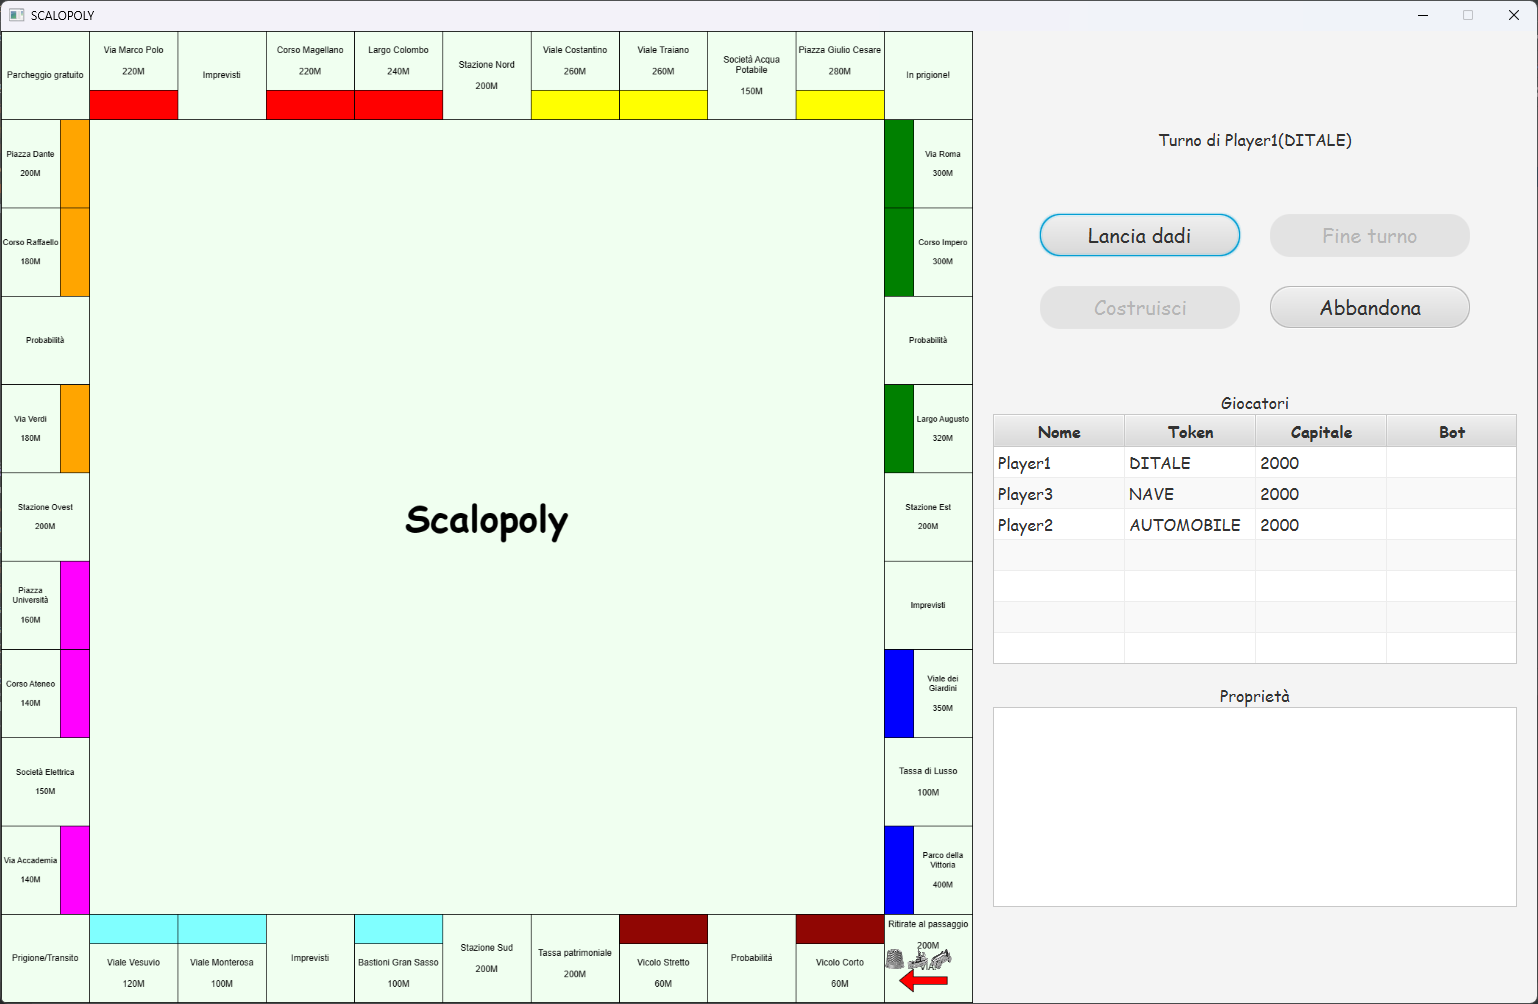 SCALOPOLY
Parcheggio gratuito
Via Marco Polo
220M
Imprevisti
Corso Magellano
220M
Largo Colombo
240M
Stazione Nord
200M
Viale Costantino
260M
Viale Traiano
260M
Società Acqua
Potabile
150M
Piazza Giulio Cesare
280M
In prigione!
Piazza Dante
200M
Corso Raffaello
180M
Probabilità
Via Verdi
180M
Stazione Ovest
200M
Piazza
Università
160M
Corso Ateneo
140M
Società Elettrica
150M
Via Accademia
140M
Scalopoly
Via Roma
300M
Corso Impero
300M
Probabilità
Largo Augusto
320M
Stazione Est
200M
Imprevisti
Viale dei
Giardini
350M
Tassa di Lusso
100M
Parco della
Vittoria
400M
Prigione/Transito
Viale Vesuvio
120M
Viale Monterosa
100M
Imprevisti
Bastioni Gran Sasso
100M
Stazione Sud
200M
Tassa patrimoniale
200M
Vicolo Stretto
60M
Probabilità
Vicolo Corto
60M
Ritirate al passaggio
200M
Turno di Player1(DITALE)
Lancia dadi Fine turno
Costruisci Abbandona
Giocatori
Nome Token Capitale Bot
Player1 DITALE 2000
Player3 NAVE 2000
Player2 AUTOMOBILE 2000
Proprietà